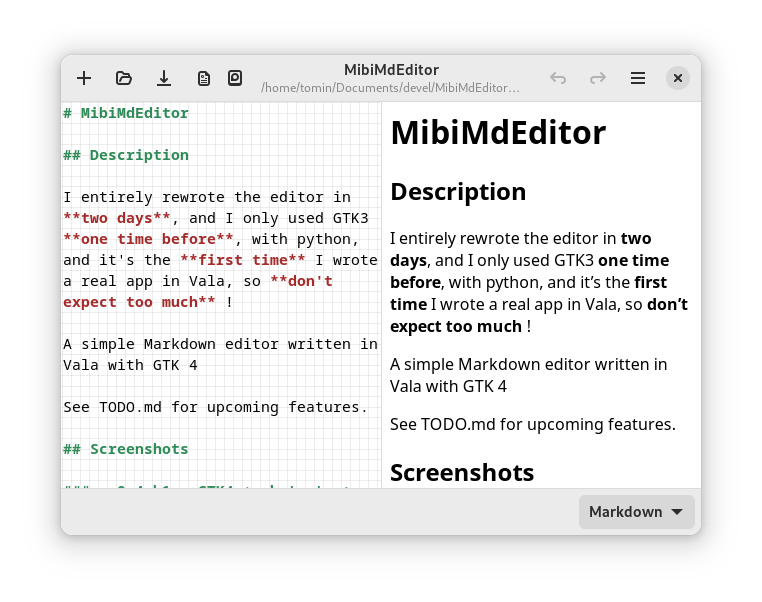 MibiMdEditor
/home/tomin/Documents/devel/MibiMdEditor…
# MibiMdEditor
## Description
I entirely rewrote the editor in
**two days**, and I only used GTK3
**one time before**, with python,
and it's the **first time** I wrote
a real app in Vala, so **don't
expect too much** !
A simple Markdown editor written in
Vala with GTK 4
See TODO.md for upcoming features.
## Screenshots
MibiMdEditor
Description
I entirely rewrote the editor in two
days, and I only used GTK3 one time
before, with python, and it’s the first
time I wrote a real app in Vala, so don’t
expect too much !
A simple Markdown editor written in
Vala with GTK 4
See TODO.md for upcoming features.
Screenshots
Markdown